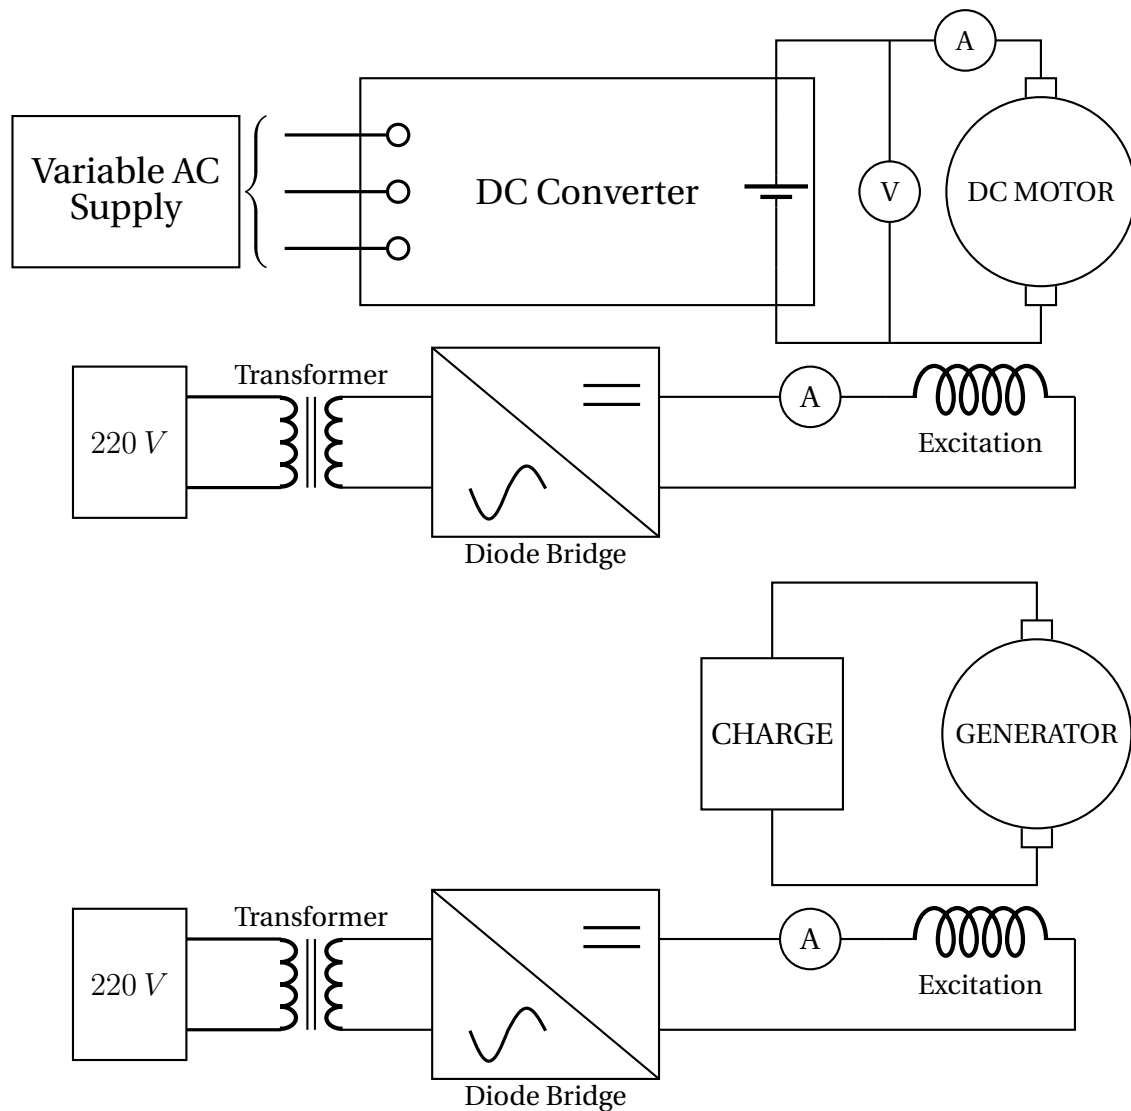 A
Variable AC
Supply
DC Converter
V
DC MOTOR
Transformer
220 V
A
Excitation
Diode Bridge
CHARGE
GENERATOR
Transformer
220 V
A
Excitation
Diode Bridge